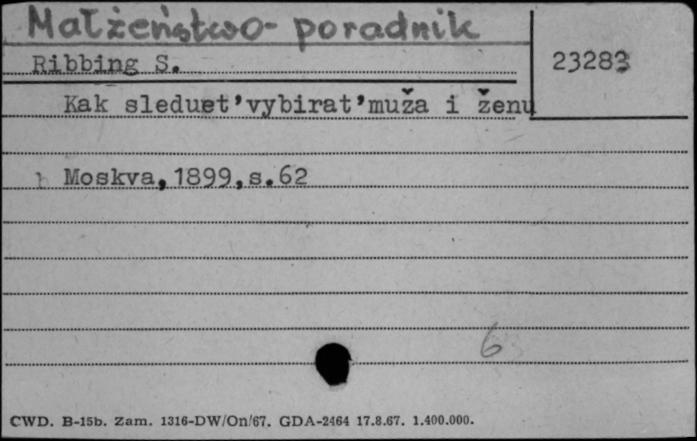 Małżeństwo - poradnik
Ribbing S.
23283
Kak sleduet'vybirat'muža i ženu
Moskva,1899,s.62
6
CWD. B-15b. Zam. 1316-DW/On/67. GDA-2464 17.8.67. 1.400.000.